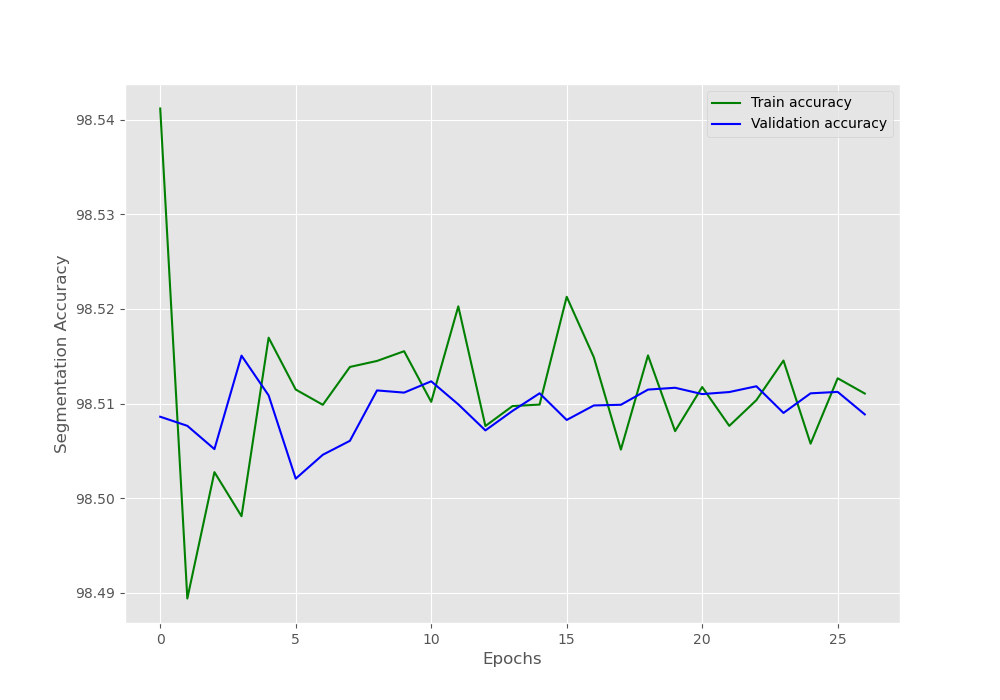 Train accuracy
Validation accuracy
98.54
98.53
98.52
98.51
98.50
98.49
Segmentation Accuracy
0 5 10 15 20 25
Epochs